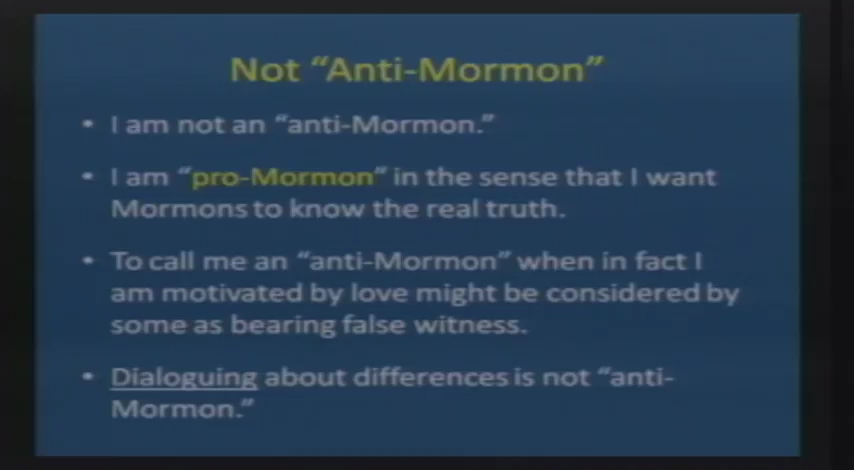 Not “Anti-Mormon”
• I am not an “anti-Mormon.”
• I am “pro-Mormon” in the sense that I want
Mormons to know the real truth.
• To call me an “anti-Mormon” when in fact I
am motivated by love might be considered by
some as bearing false witness.
• Dialoguing about differences is not “anti-
Mormon.”